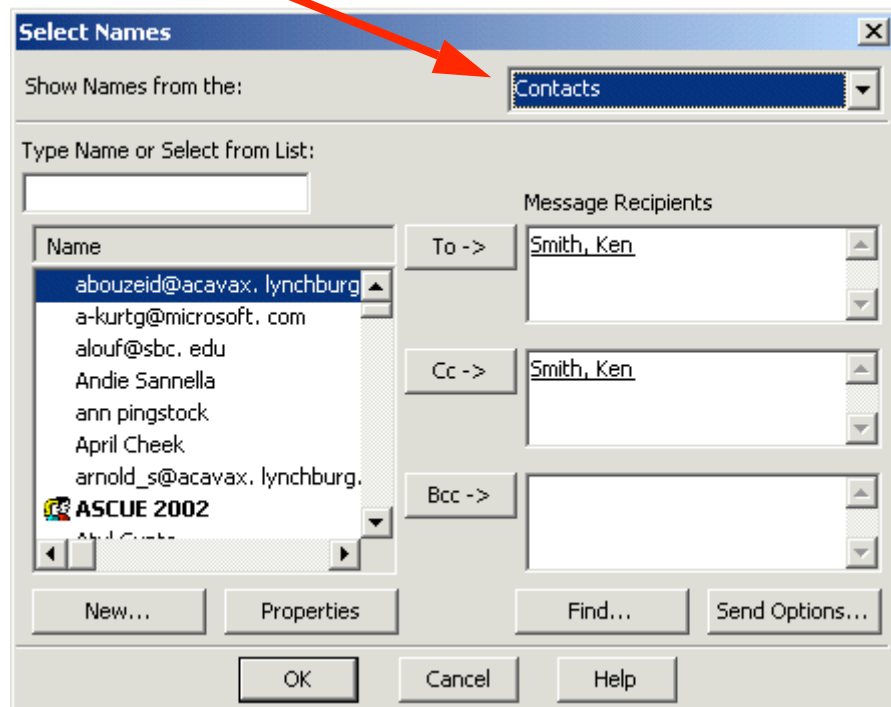 Select Names
Show Names from the:
Contacts
Type Name or Select from List:
Message Recipients
Name
abouzeid@acavax. lynchburg
a-kurtg@microsoft. com
alouf@sbc. edu
Andie Sannella
ann pingstock
April Cheek
arnold_s@acavax. lynchburg.
ASCUE 2002
To ->
Smith, Ken
Cc ->
Smith, Ken
Bcc ->
New...
Properties
Find...
Send Options...
OK
Cancel
Help